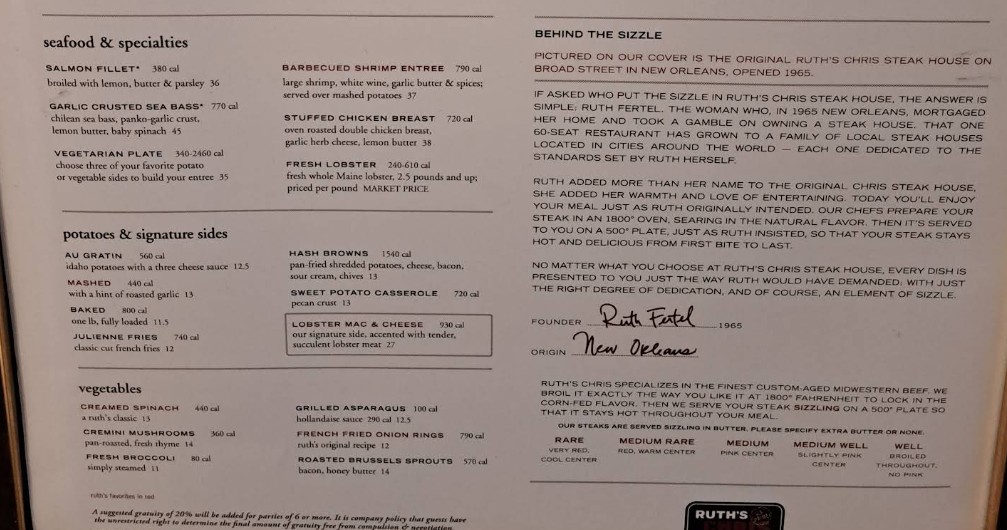 seafood & specialties
SALMON FILLET* 380 cal
broiled with lemon, butter & parsley 36
GARLIC CRUSTED SEA BASS* 770 cal
chilean sea bass, panko-garlic crust,
lemon butter, baby spinach 45
VEGETARIAN PLATE 340-2460 cal
choose three of your favorite potato
or vegetable sides to build your entree 35
BARBECUED SHRIMP ENTREE 790 cal
large shrimp, white wine, garlic butter & spices;
served over mashed potatoes 37
STUFFED CHICKEN BREAST 720 cal
oven roasted double chicken breast,
garlic herb cheese, lemon butter 38
FRESH LOBSTER 240-610 cal
fresh whole Maine lobster, 2.5 pounds and up;
priced per pound MARKET PRICE
potatoes & signature sides
AU GRATIN 560 cal
idaho potatoes with a three cheese sauce 12.5
MASHED 440 cal
with a hint of roasted garlic 13
BAKED 800 cal
one lb, fully loaded 11.5
JULIENNE FRIES 740 cal
classic cut french fries 12
HASH BROWNS 1540 cal
pan-fried shredded potatoes, cheese, bacon,
sour cream, chives 13
SWEET POTATO CASSEROLE 720 cal
pecan crust 13
LOBSTER MAC & CHEESE 930 cal
our signature side, accented with tender,
succulent lobster meat 27
vegetables
CREAMED SPINACH 440 cal
a ruth's classic 13
CREMINI MUSHROOMS 360 cal
pan-roasted, fresh thyme 14
FRESH BROCCOLI 80 cal
simply steamed 11
GRILLED ASPARAGUS 100 cal
hollandaise sauce 290 cal 12.5
FRENCH FRIED ONION RINGS 790 cal
ruth's original recipe 12
ROASTED BRUSSELS SPROUTS 570 cal
bacon, honey butter 14
ruth's favorites in red
A suggested gratuity of 20% will be added for parties of 6 or more. It is company policy that guests have
the unrestricted right to determine the final amount of gratuity free from compulsion & negotiation
BEHIND THE SIZZLE
PICTURED ON OUR COVER IS THE ORIGINAL RUTH'S CHRIS STEAK HOUSE ON
BROAD STREET IN NEW ORLEANS, OPENED 1965.
IF ASKED WHO PUT THE SIZZLE IN RUTH'S CHRIS STEAK HOUSE, THE ANSWER IS
SIMPLE: RUTH FERTEL. THE WOMAN WHO, IN 1965 NEW ORLEANS, MORTGAGED
HER HOME AND TOOK A GAMBLE ON OWNING A STEAK HOUSE. THAT ONE
60-SEAT RESTAURANT HAS GROWN TO A FAMILY OF LOCAL STEAK HOUSES
LOCATED IN CITIES AROUND THE WORLD — EACH ONE DEDICATED TO THE
STANDARDS SET BY RUTH HERSELF.
RUTH ADDED MORE THAN HER NAME TO THE ORIGINAL CHRIS STEAK HOUSE,
SHE ADDED HER WARMTH AND LOVE OF ENTERTAINING. TODAY YOU'LL ENJOY
YOUR MEAL JUST AS RUTH ORIGINALLY INTENDED. OUR CHEFS PREPARE YOUR
STEAK IN AN 1800° OVEN, SEARING IN THE NATURAL FLAVOR. THEN IT'S SERVED
TO YOU ON A 500° PLATE, JUST AS RUTH INSISTED, SO THAT YOUR STEAK STAYS
HOT AND DELICIOUS FROM FIRST BITE TO LAST.
NO MATTER WHAT YOU CHOOSE AT RUTH'S CHRIS STEAK HOUSE, EVERY DISH IS
PRESENTED TO YOU JUST THE WAY RUTH WOULD HAVE DEMANDED: WITH JUST
THE RIGHT DEGREE OF DEDICATION, AND OF COURSE, AN ELEMENT OF SIZZLE.
FOUNDER Ruth Fertel 1965
ORIGIN New Orleans
RUTH'S CHRIS SPECIALIZES IN THE FINEST CUSTOM-AGED MIDWESTERN BEEF. WE
BROIL IT EXACTLY THE WAY YOU LIKE IT AT 1800° FAHRENHEIT TO LOCK IN THE
CORN-FED FLAVOR. THEN WE SERVE YOUR STEAK SIZZLING ON A 500° PLATE SO
THAT IT STAYS HOT THROUGHOUT YOUR MEAL.
OUR STEAKS ARE SERVED SIZZLING IN BUTTER. PLEASE SPECIFY EXTRA BUTTER OR NONE.
RARE
VERY RED,
COOL CENTER
MEDIUM RARE
RED, WARM CENTER
MEDIUM
PINK CENTER
MEDIUM WELL
SLIGHTLY PINK
CENTER
WELL
BROILED
THROUGHOUT,
NO PINK
RUTH'S